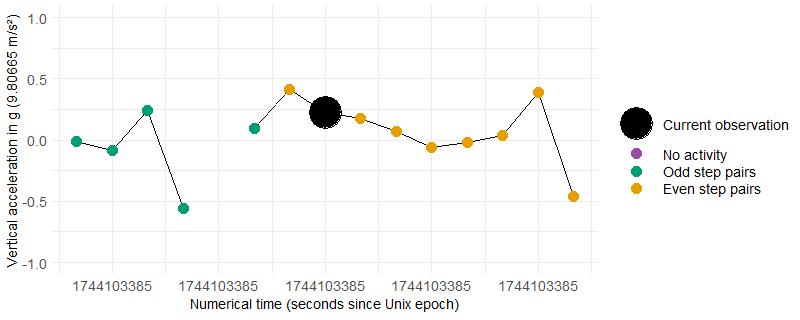 Vertical acceleration in g (9.80665 m/s²)
1.0
0.5
0.0
-0.5
-1.0
1744103385 1744103385 1744103385 1744103385 1744103385
Numerical time (seconds since Unix epoch)
Current observation
No activity
Odd step pairs
Even step pairs